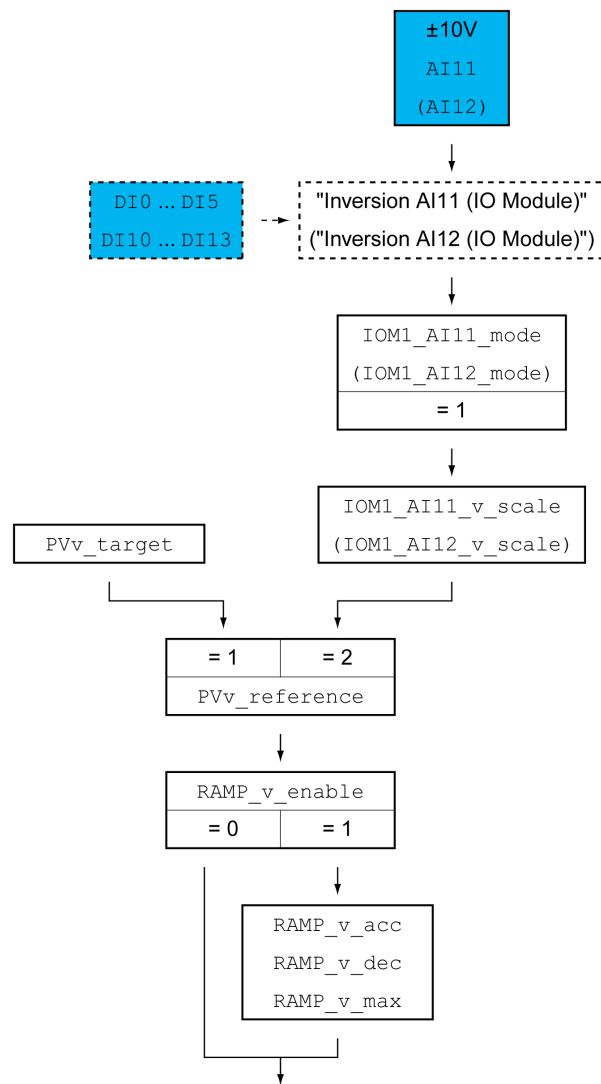 ±10V
AI11
(AI12)
DI0 ... DI5
DI10 ... DI13
"Inversion AI11 (IO Module)"
("Inversion AI12 (IO Module)")
IOM1_AI11_mode
(IOM1_AI12_mode)
= 1
IOM1_AI11_v_scale
(IOM1_AI12_v_scale)
PVv_target
= 1
= 2
PVv_reference
RAMP_v_enable
= 0
= 1
RAMP_v_acc
RAMP_v_dec
RAMP_v_max